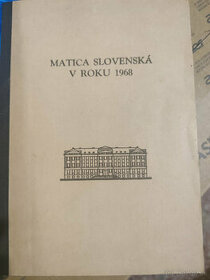 MATICA SLOVENSKÁ
V ROKU 1968